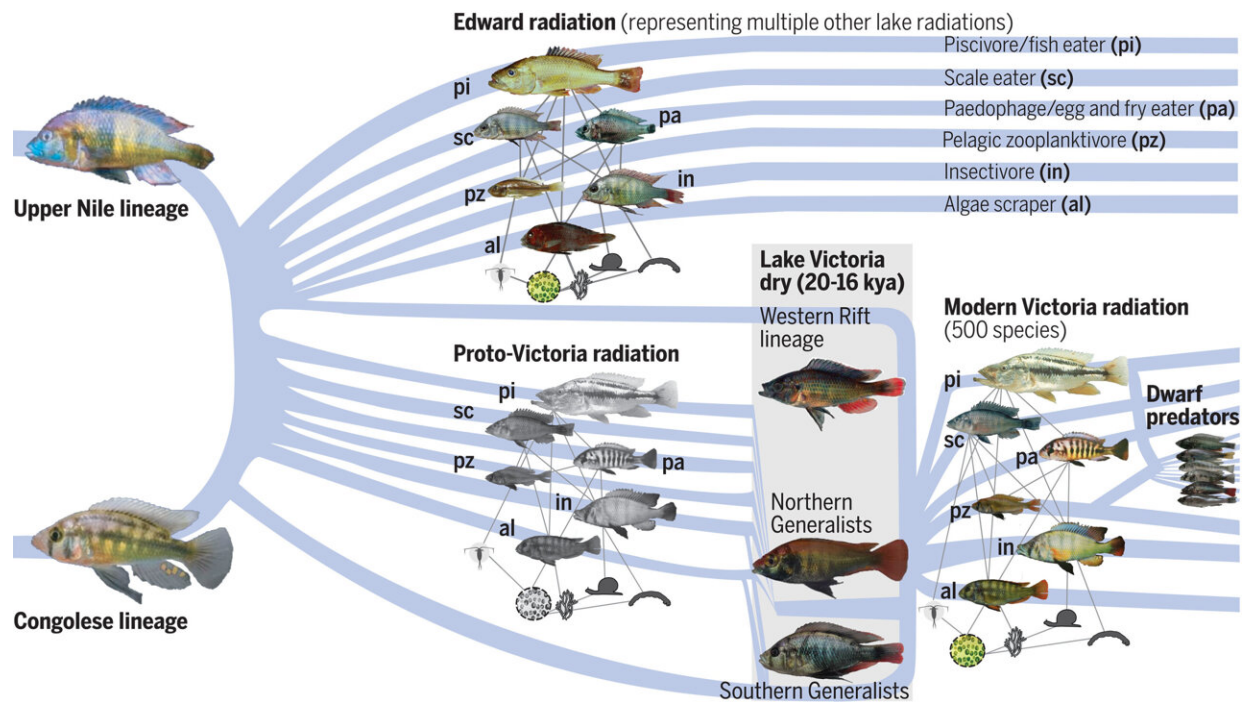 Edward radiation (representing multiple other lake radiations)
Piscivore/fish eater (pi)
Scale eater (sc)
Paedophage/egg and fry eater (pa)
Pelagic zooplanktivore (pz)
Insectivore (in)
Algae scraper (al)
pi
sc
pa
pz
in
al
Upper Nile lineage
Congolese lineage
Proto-Victoria radiation
pi
sc
pz
pa
in
al
Lake Victoria
dry (20-16 kya)
Western Rift
lineage
Northern
Generalists
Southern Generalists
Modern Victoria radiation
(500 species)
pi
sc
pa
pz
in
al
Dwarf
predators